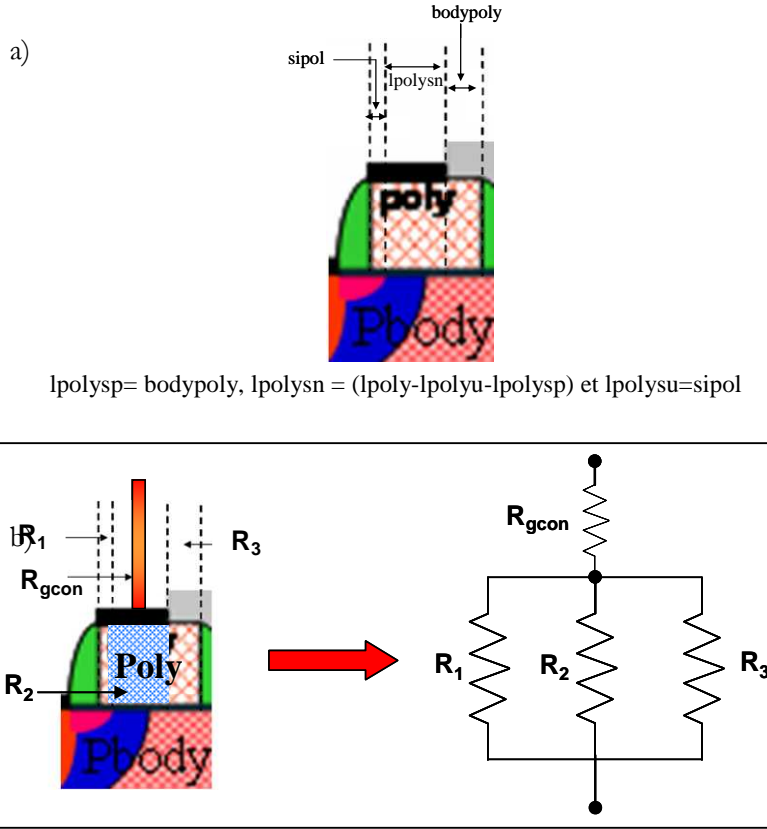 bodypoly
a)
sipol
lpolysn
poly
Pbody
lpolysp= bodypoly, lpolysn = (lpoly-lpolyu-lpolysp) et lpolysu=sipol
b)
R1
R3
Rgcon
Poly
R2
Pbody
Rgcon
R1
R2
R3